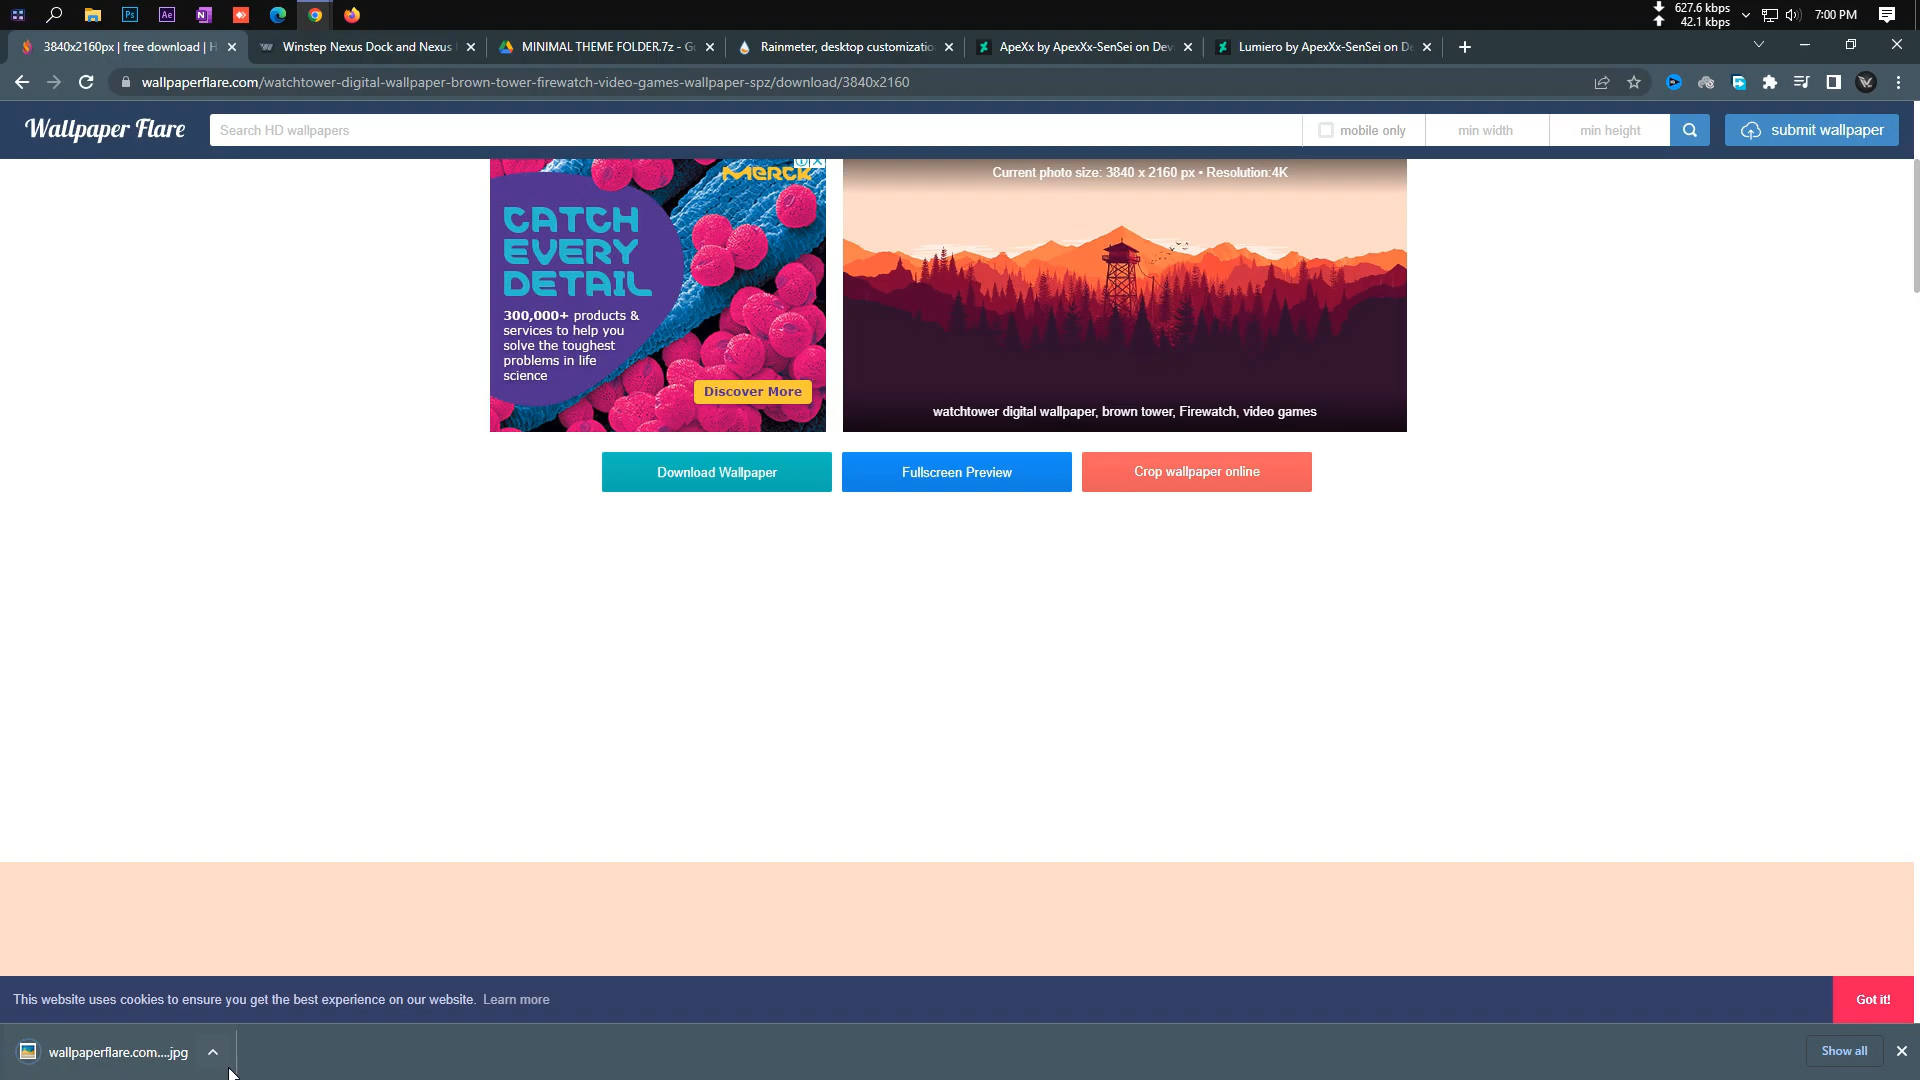 Ps
Ae
N
627.6 kbps
42.1 kbps
7:00 PM
3840x2160px | free download | H
Winstep Nexus Dock and Nexus
MINIMAL THEME FOLDER.7z - G
Rainmeter, desktop customizatio
ApeXx by ApexXx-SenSei on Dev
Lumiero by ApexXx-SenSei on De
wallpaperflare.com/watchtower-digital-wallpaper-brown-tower-firewatch-video-games-wallpaper-spz/download/3840x2160
Wallpaper Flare
Search HD wallpapers
mobile only
min width
min height
submit wallpaper
MERCK
CATCH
EVERY
DETAIL
300,000+ products &
services to help you
solve the toughest
problems in life
science
Discover More
Current photo size: 3840 x 2160 px • Resolution:4K
watchtower digital wallpaper, brown tower, Firewatch, video games
Download Wallpaper
Fullscreen Preview
Crop wallpaper online
This website uses cookies to ensure you get the best experience on our website. Learn more
Got it!
wallpaperflare.com....jpg
Show all